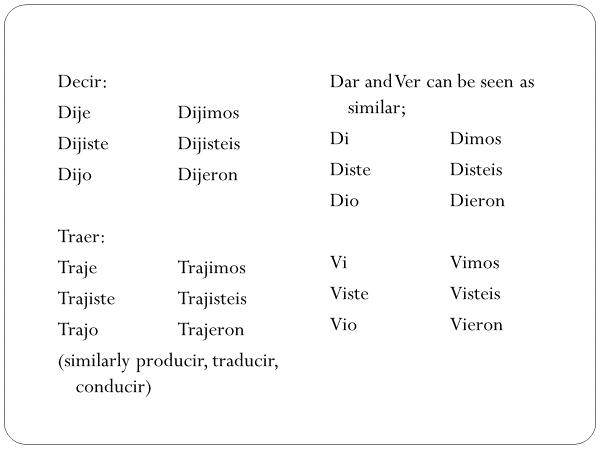 Decir:
Dije Dijimos
Dijiste Dijisteis
Dijo Dijeron
Traer:
Traje Trajimos
Trajiste Trajisteis
Trajo Trajeron
(similarly producir, traducir,
conducir)
Dar and Ver can be seen as
similar;
Di Dimos
Diste Disteis
Dio Dieron
Vi Vimos
Viste Visteis
Vio Vieron